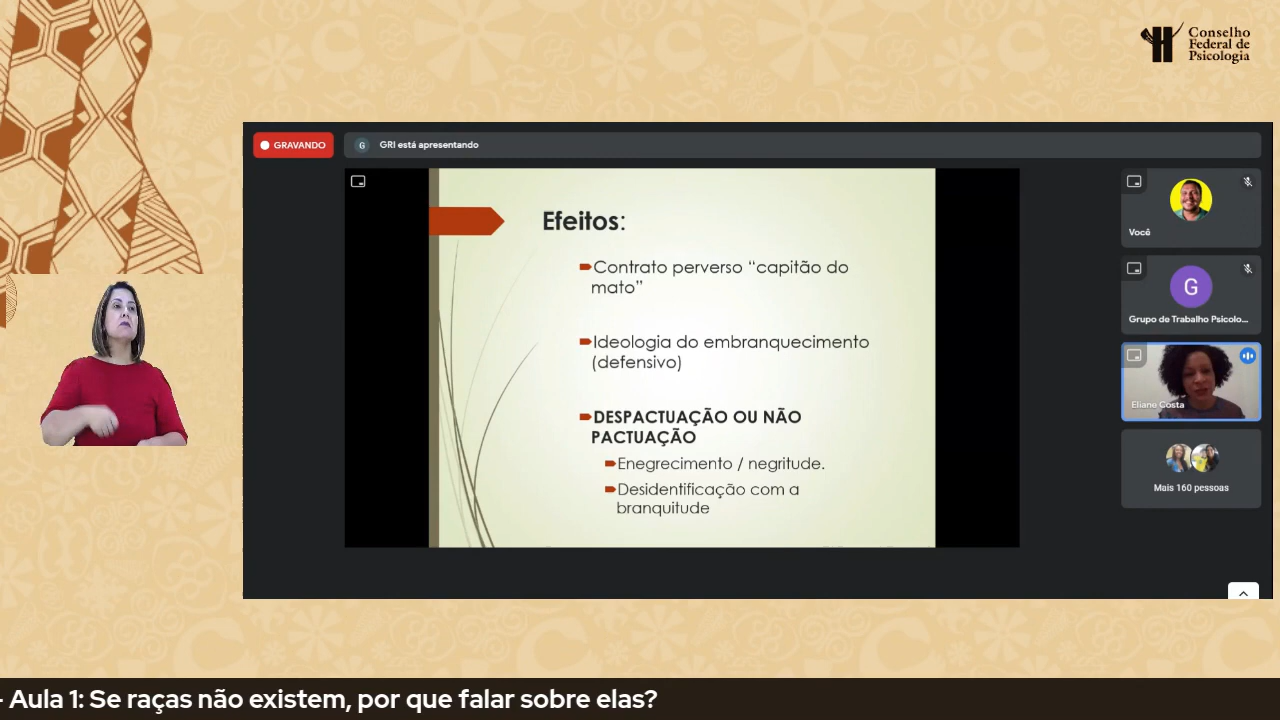 Conselho
Federal de
Psicologia
GRAVANDO
G
GRI está apresentando
Efeitos:
Contrato perverso “capitão do
mato”
Ideologia do embranquecimento
(defensivo)
DESPACTUAÇÃO OU NÃO
PACTUAÇÃO
Enegrecimento / negritude.
Desidentificação com a
branquitude
Você
G
Grupo de Trabalho Psicolo...
Eliane Costa
Mais 160 pessoas
- Aula 1: Se raças não existem, por que falar sobre elas?